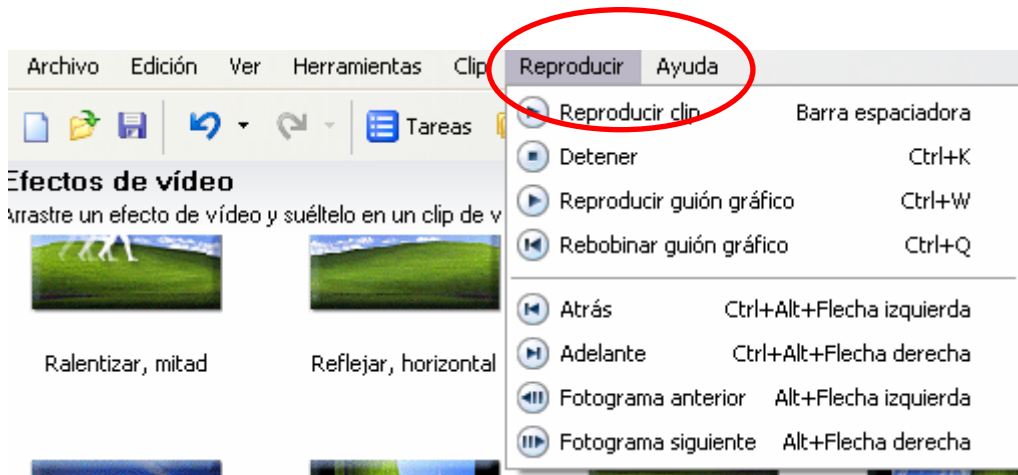 Archivo Edición Ver Herramientas Clip Reproducir Ayuda
Tareas
Efectos de vídeo
Arrastre un efecto de vídeo y suéltelo en un clip de v
Ralentizar, mitad
Reflejar, horizontal
Reproducir clip Barra espaciadora
Detener Ctrl+K
Reproducir guión gráfico Ctrl+W
Rebobinar guión gráfico Ctrl+Q
Atrás Ctrl+Alt+Flecha izquierda
Adelante Ctrl+Alt+Flecha derecha
Fotograma anterior Alt+Flecha izquierda
Fotograma siguiente Alt+Flecha derecha